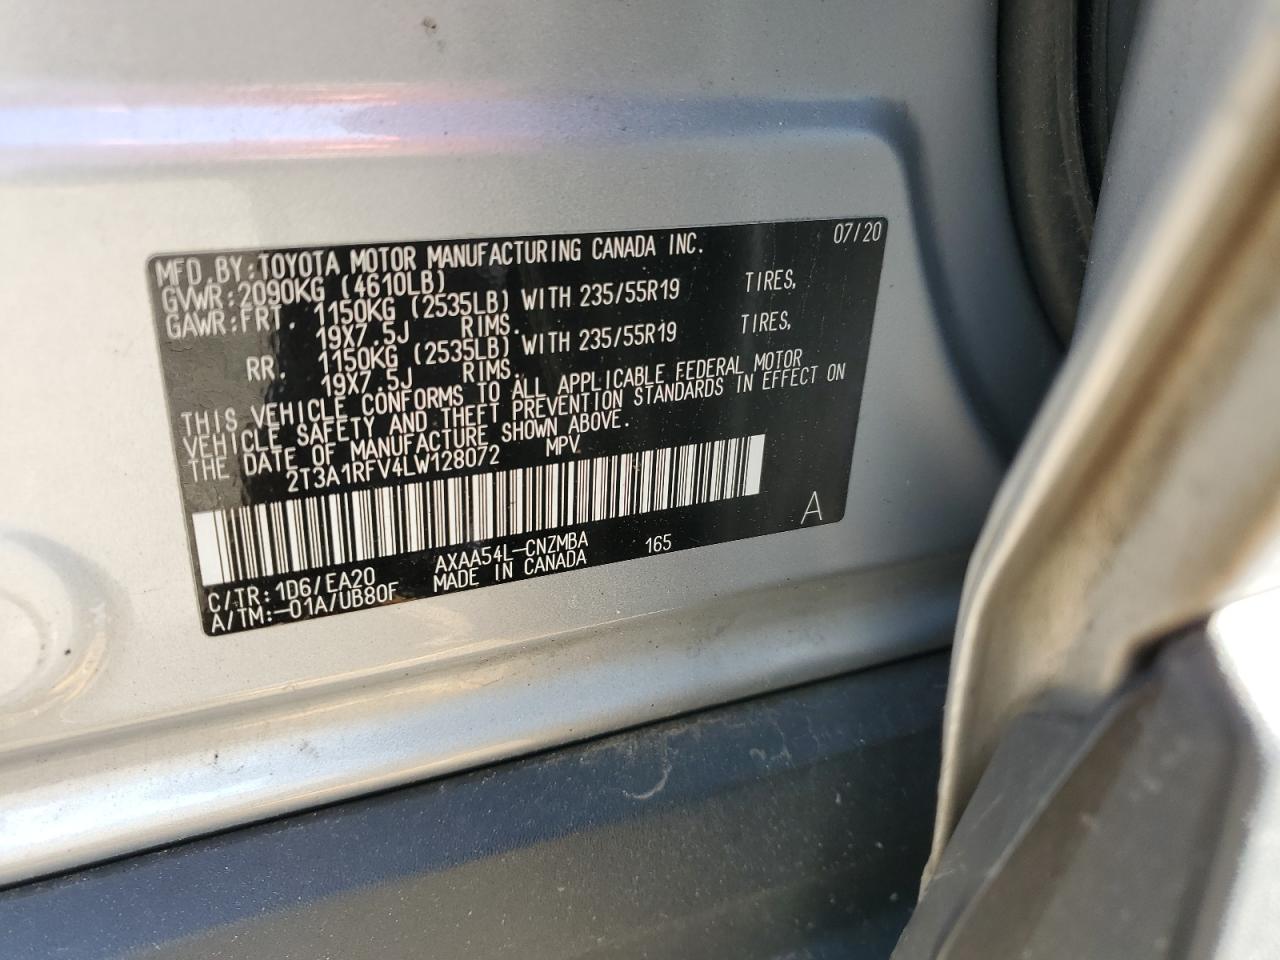 07/20
MFD. BY: TOYOTA MOTOR MANUFACTURING CANADA INC.
GVWR: 2090KG (4610LB)
GAWR: FRT. 1150KG (2535LB) WITH 235/55R19 TIRES,
19X7.5J RIMS.
RR. 1150KG (2535LB) WITH 235/55R19 TIRES,
19X7.5J RIMS.
THIS VEHICLE CONFORMS TO ALL APPLICABLE FEDERAL MOTOR
VEHICLE SAFETY AND THEFT PREVENTION STANDARDS IN EFFECT ON
THE DATE OF MANUFACTURE SHOWN ABOVE.
2T3A1RFV4LW128072 MPV
A
C/TR: 1D6/EA20 AXAA54L-CNZMBA 165
A/TM:-01A/UB80F MADE IN CANADA